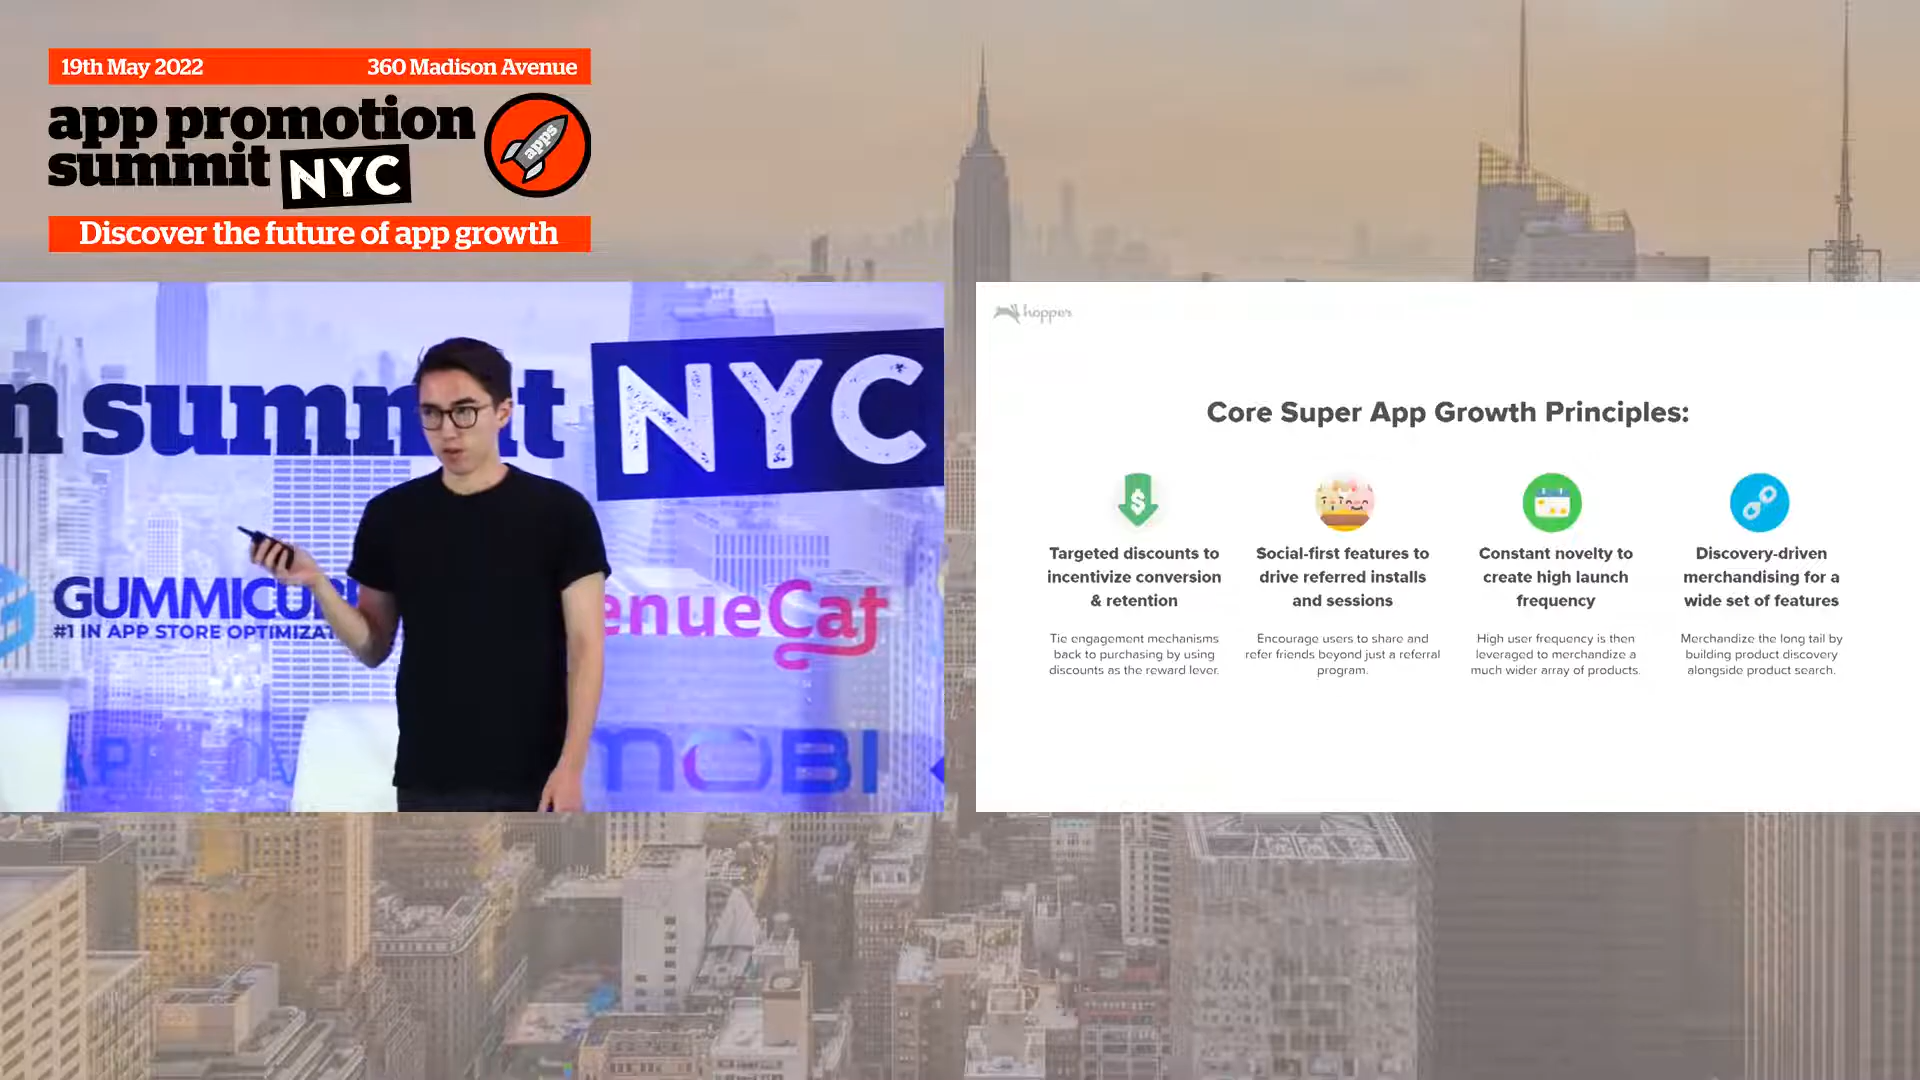 19th May 2022
360 Madison Avenue
app promotion
summit NYC
apps
Discover the future of app growth
summit NYC
GUMMICU
#1 IN APP STORE OPTIMIZAT
enueCat
MOBI
hopper
Core Super App Growth Principles:
Targeted discounts to
incentivize conversion
& retention
Tie engagement mechanisms
back to purchasing by using
discounts as the reward lever.
Social-first features to
drive referred installs
and sessions
Encourage users to share and
refer friends beyond just a referral
program.
Constant novelty to
create high launch
frequency
High user frequency is then
leveraged to merchandize a
much wider array of products.
Discovery-driven
merchandising for a
wide set of features
Merchandize the long tail by
building product discovery
alongside product search.